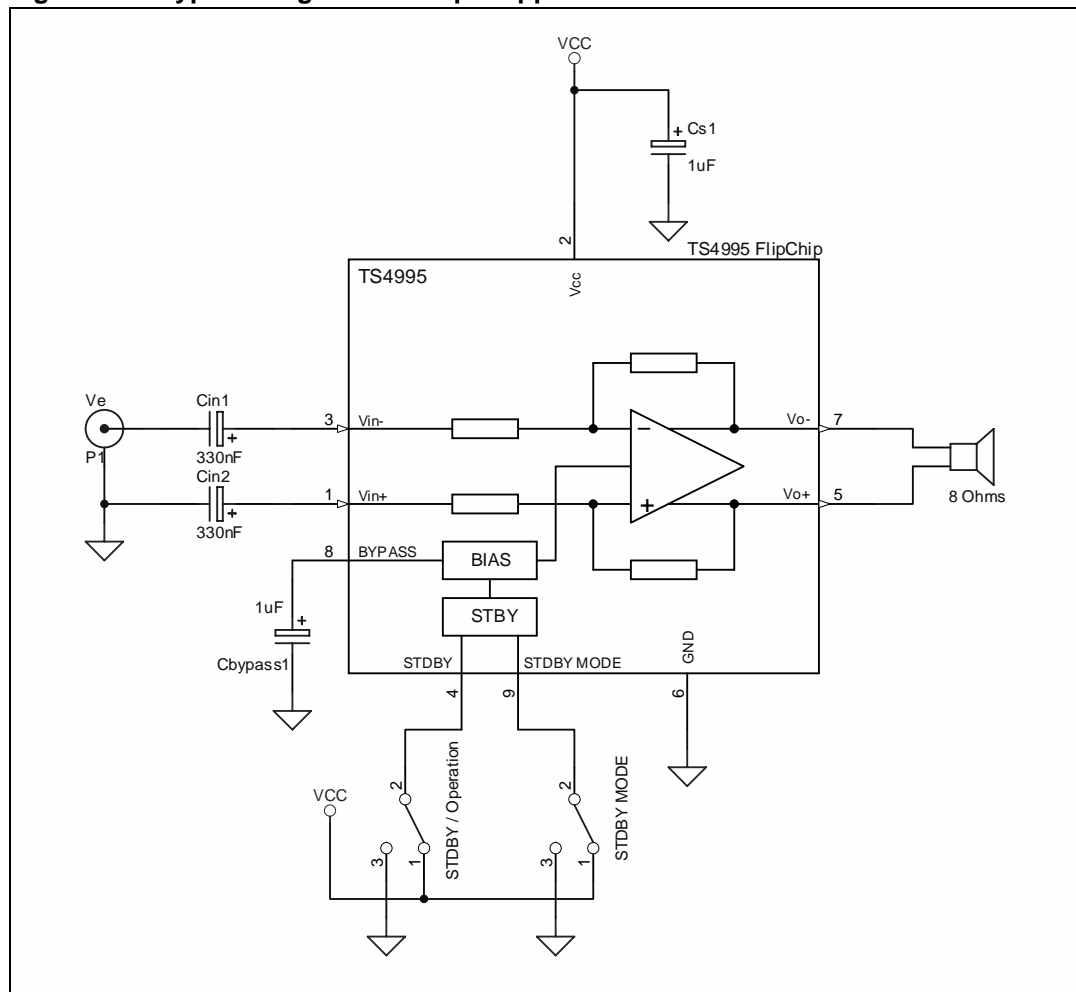 VCC
+ Cs1
1uF
2
TS4995 FlipChip
TS4995
Vcc
Ve
P1
Cin1
+
330nF
3
Vin-
Cin2
+
330nF
1
Vin+
−
+
Vo-
7
Vo+
5
8 Ohms
8
BYPASS
BIAS
STBY
1uF
+
Cbypass1
STDBY
STDBY MODE
GND
4
9
6
VCC
2
3
1
STDBY / Operation
2
3
1
STDBY MODE